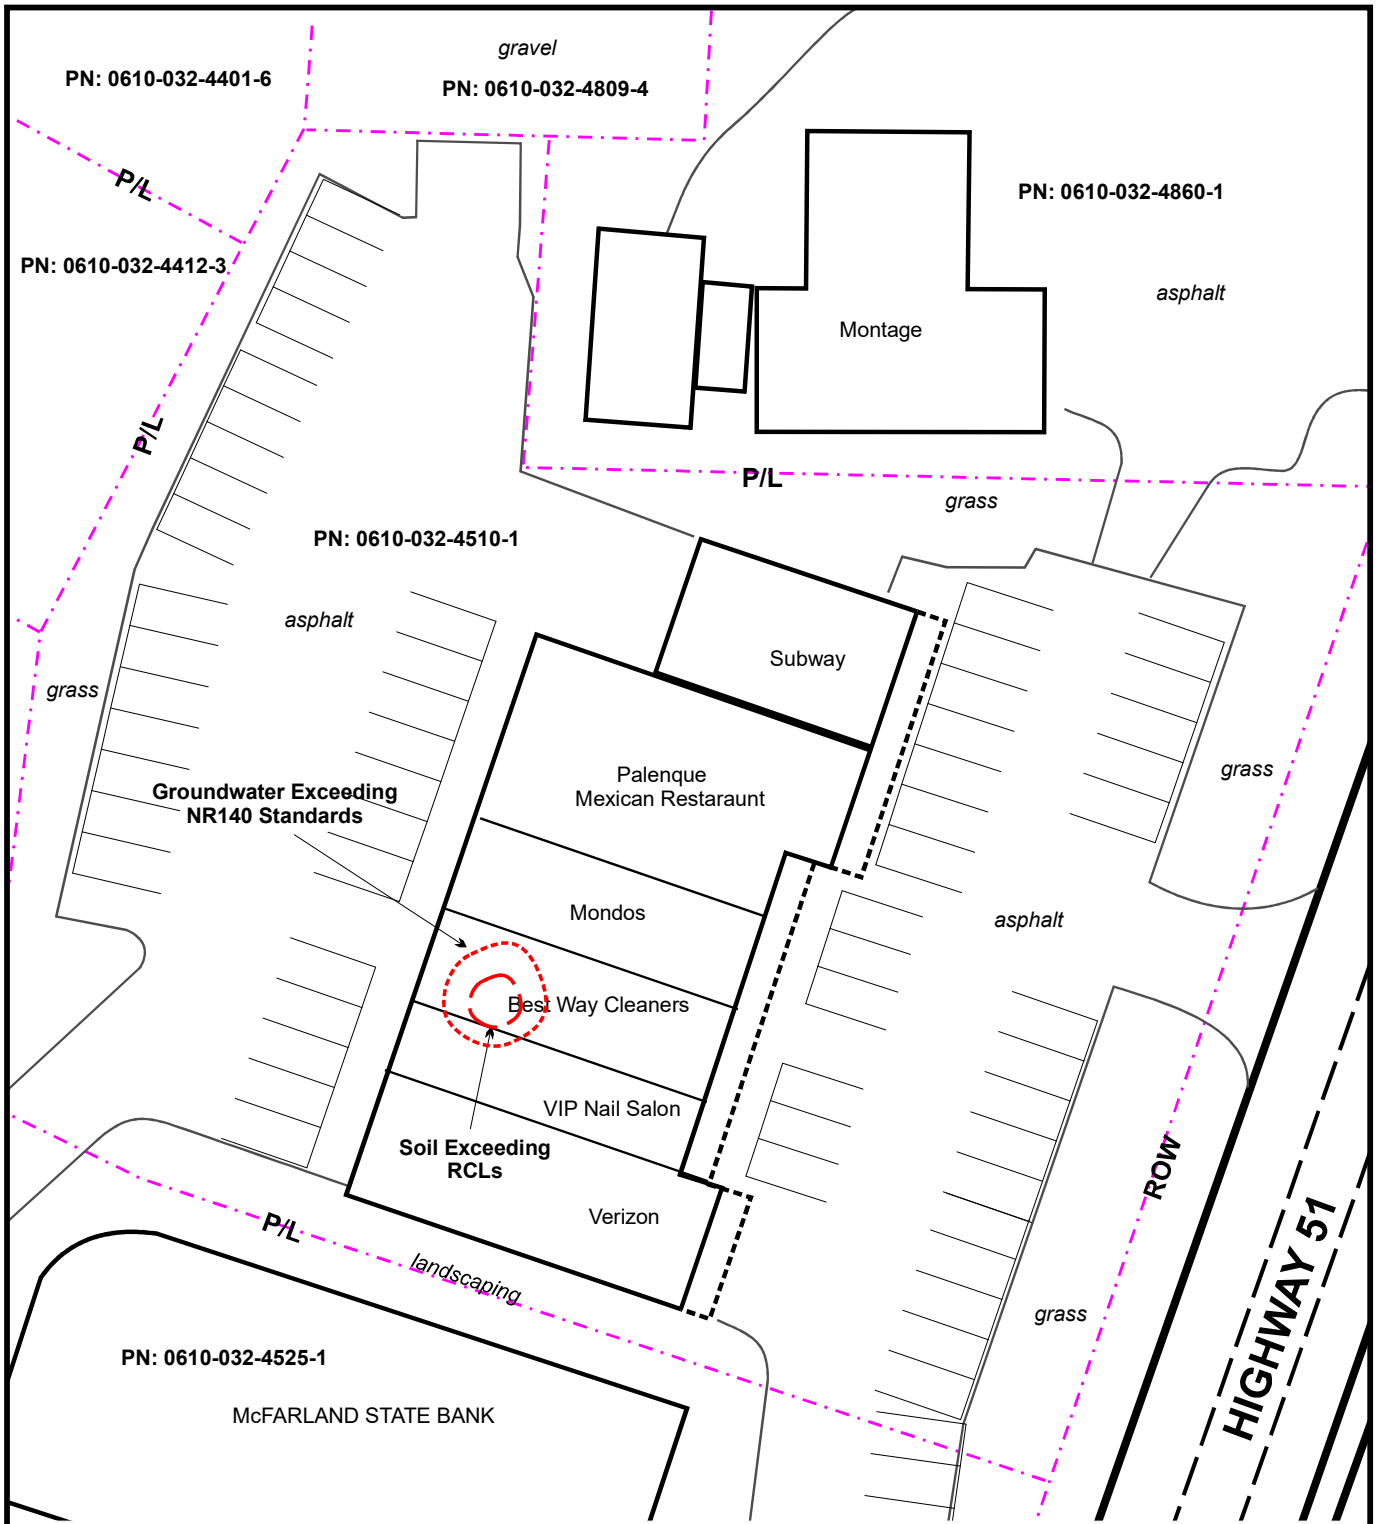 gravel
PN: 0610-032-4401-6
PN: 0610-032-4809-4
P/L
PN: 0610-032-4860-1
PN: 0610-032-4412-3
asphalt
Montage
P/L
P/L
grass
PN: 0610-032-4510-1
asphalt
Subway
grass
grass
Palenque
Mexican Restaraunt
Groundwater Exceeding
NR140 Standards
Mondos
asphalt
Best Way Cleaners
VIP Nail Salon
Soil Exceeding
RCLs
ROW
Verizon
P/L
landscaping
HIGHWAY 51
grass
PN: 0610-032-4525-1
McFARLAND STATE BANK